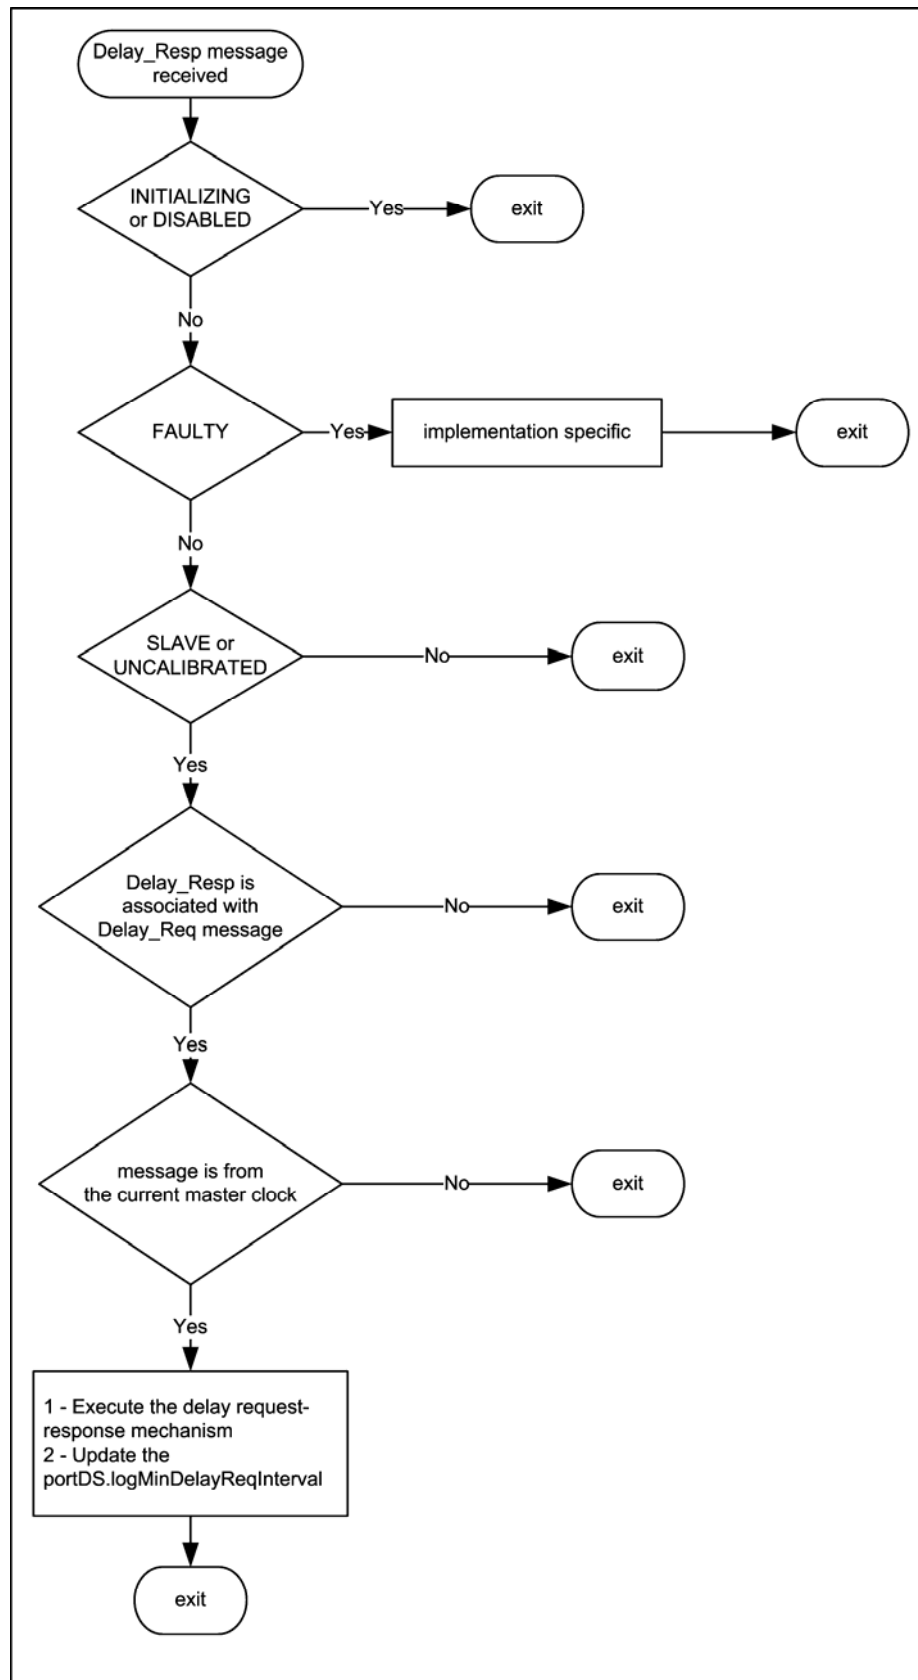 Delay_Resp message
received
INITIALIZING
or DISABLED
Yes
exit
No
FAULTY
Yes
implementation specific
exit
No
SLAVE or
UNCALIBRATED
No
exit
Yes
Delay_Resp is
associated with
Delay_Req message
No
exit
Yes
message is from
the current master clock
No
exit
Yes
1 - Execute the delay request-
response mechanism
2 - Update the
portDS.logMinDelayReqInterval
exit